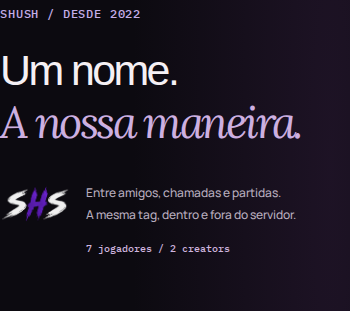 SHUSH / DESDE 2022
Um nome.
A nossa maneira.
SHS
Entre amigos, chamadas e partidas.
A mesma tag, dentro e fora do servidor.
7 jogadores / 2 creators